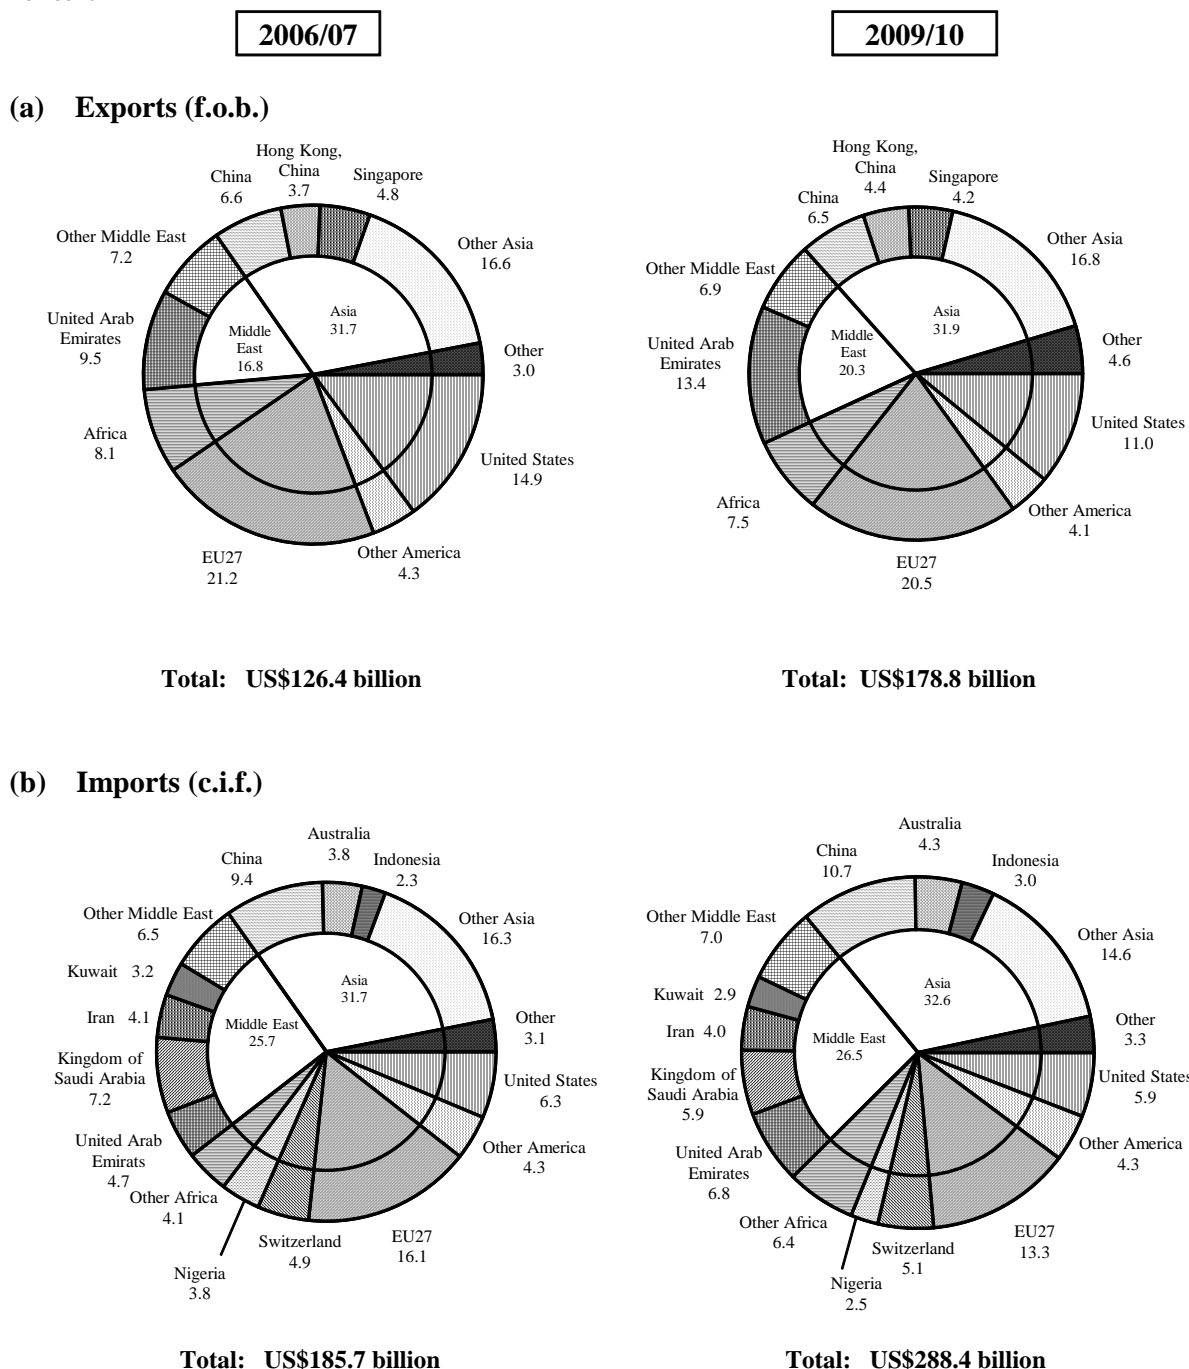 2006/07
2009/10
(a) Exports (f.o.b.)
Hong Kong,
China
3.7
China
6.6
Singapore
4.8
Other Middle East
7.2
Other Asia
16.6
Asia
31.7
United Arab
Emirates
9.5
Middle
East
16.8
Other
3.0
Africa
8.1
United States
14.9
EU27
21.2
Other America
4.3
Total: US$126.4 billion
Hong Kong,
China
4.4
China
6.5
Singapore
4.2
Other Middle East
6.9
Other Asia
16.8
Asia
31.9
United Arab
Emirates
13.4
Middle
East
20.3
Other
4.6
United States
11.0
Africa
7.5
Other America
4.1
EU27
20.5
Total: US$178.8 billion
(b) Imports (c.i.f.)
Australia
3.8
China
9.4
Indonesia
2.3
Other Middle East
6.5
Other Asia
16.3
Kuwait 3.2
Asia
31.7
Iran 4.1
Middle East
25.7
Other
3.1
Kingdom of
Saudi Arabia
7.2
United States
6.3
United Arab
Emirats
4.7
Other America
4.3
Other Africa
4.1
Switzerland
4.9
EU27
16.1
Nigeria
3.8
Total: US$185.7 billion
Australia
4.3
China
10.7
Indonesia
3.0
Other Middle East
7.0
Other Asia
14.6
Kuwait 2.9
Asia
32.6
Iran 4.0
Middle East
26.5
Other
3.3
Kingdom of
Saudi Arabia
5.9
United States
5.9
United Arab
Emirates
6.8
Other America
4.3
Other Africa
6.4
Switzerland
5.1
EU27
13.3
Nigeria
2.5
Total: US$288.4 billion